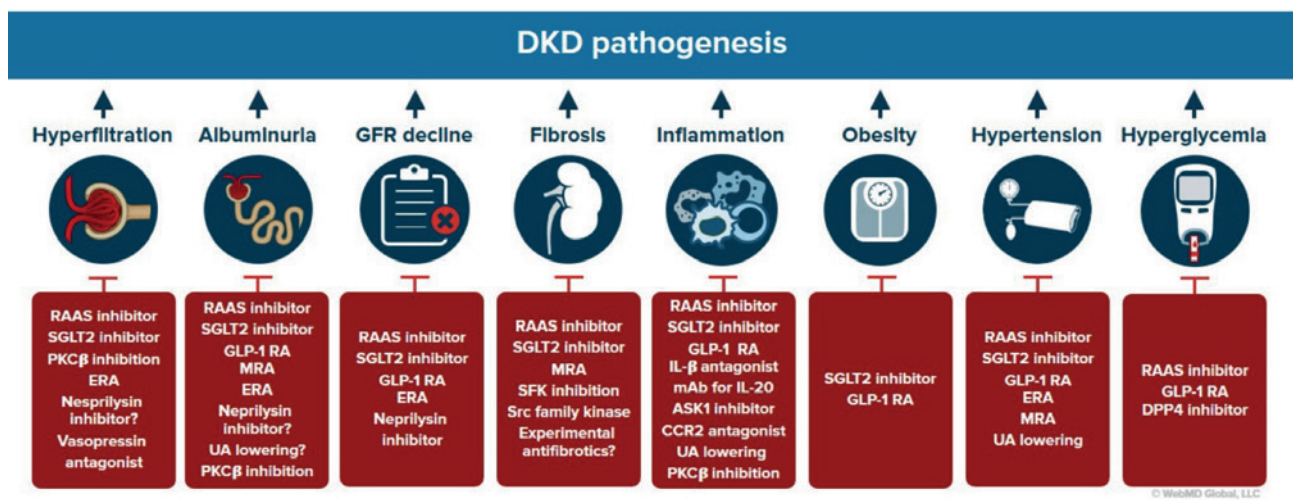 DKD pathogenesis
Hyperfiltration
Albuminuria
GFR decline
Fibrosis
Inflammation
Obesity
Hypertension
Hyperglycemia
RAAS inhibitor
SGLT2 inhibitor
PKCβ inhibition
ERA
Nesprilysin
inhibitor?
Vasopressin
antagonist
RAAS inhibitor
SGLT2 inhibitor
GLP-1 RA
MRA
ERA
Neprilysin
inhibitor?
UA lowering?
PKCβ inhibition
RAAS inhibitor
SGLT2 inhibitor
GLP-1 RA
ERA
Neprilysin
inhibitor
RAAS inhibitor
SGLT2 inhibitor
MRA
SFK inhibition
Src family kinase
Experimental
antifibrotics?
RAAS inhibitor
SGLT2 inhibitor
GLP-1 RA
IL-β antagonist
mAb for IL-20
ASK1 inhibitor
CCR2 antagonist
UA lowering
PKCβ inhibition
SGLT2 inhibitor
GLP-1 RA
RAAS inhibitor
SGLT2 inhibitor
GLP-1 RA
ERA
MRA
UA lowering
RAAS inhibitor
GLP-1 RA
DPP4 inhibitor
© WebMD Global, LLC